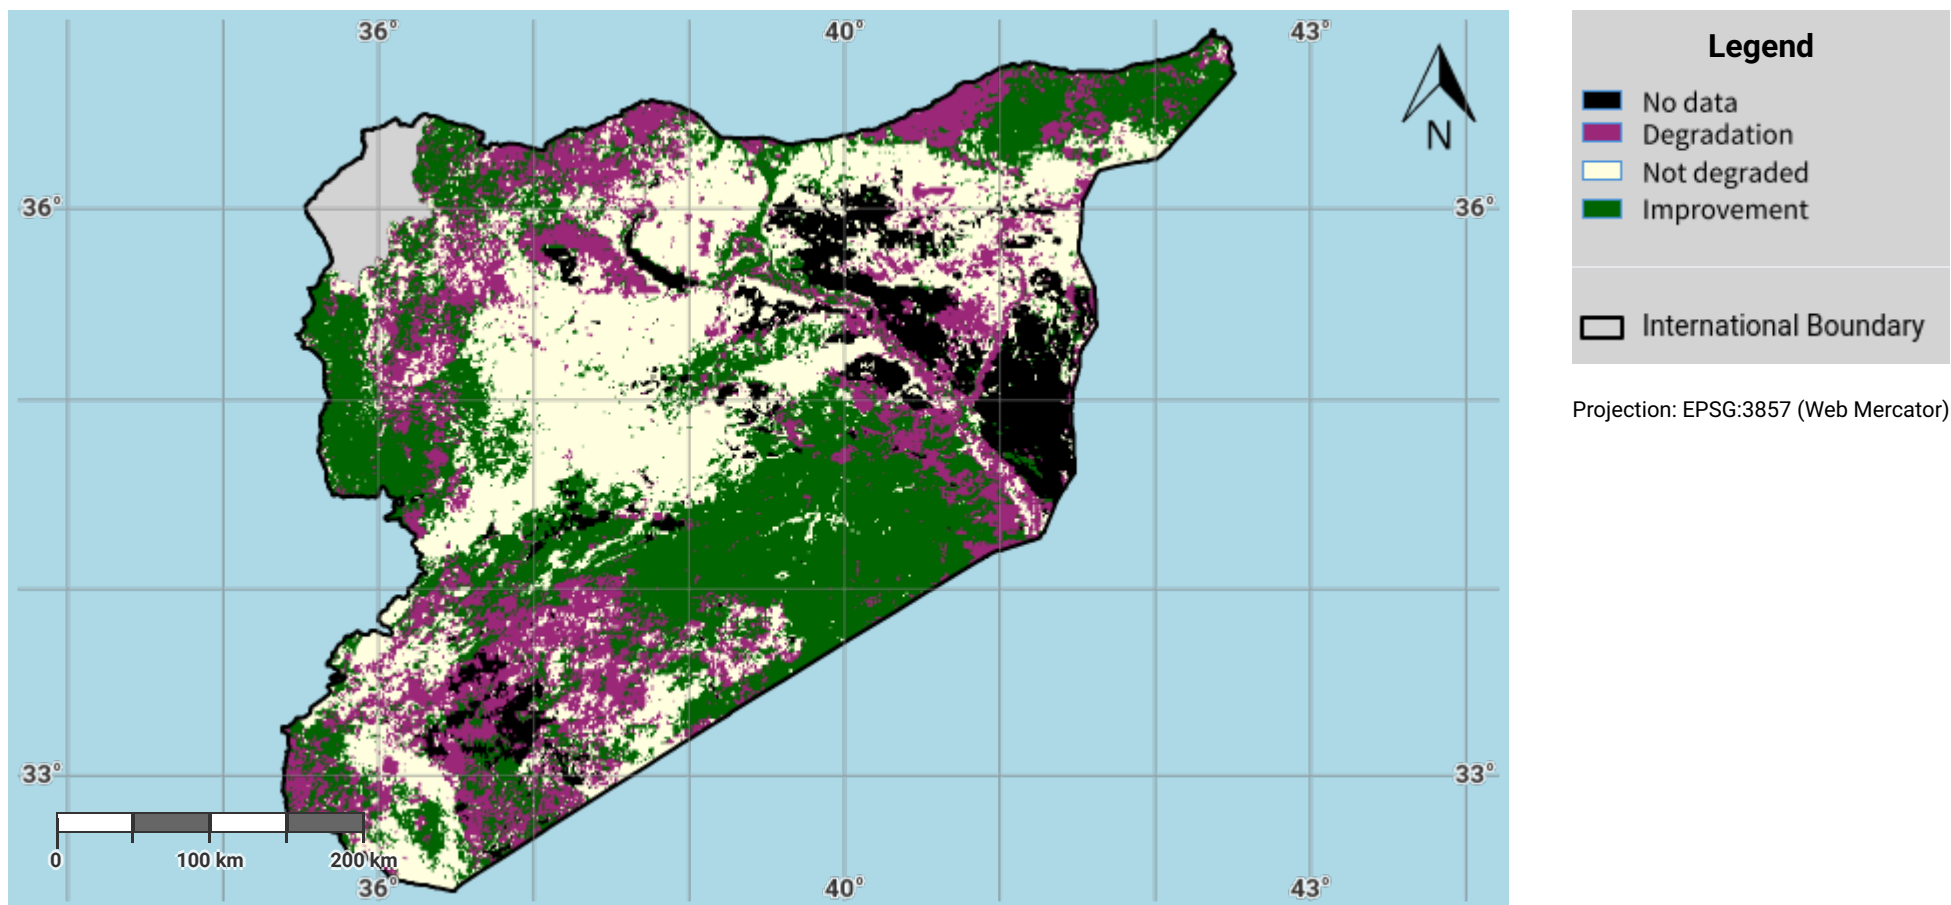 36°
40°
43°
N
36°
36°
33°
33°
0
100 km
200 km
36°
40°
43°
Legend
No data
Degradation
Not degraded
Improvement
International Boundary
Projection: EPSG:3857 (Web Mercator)